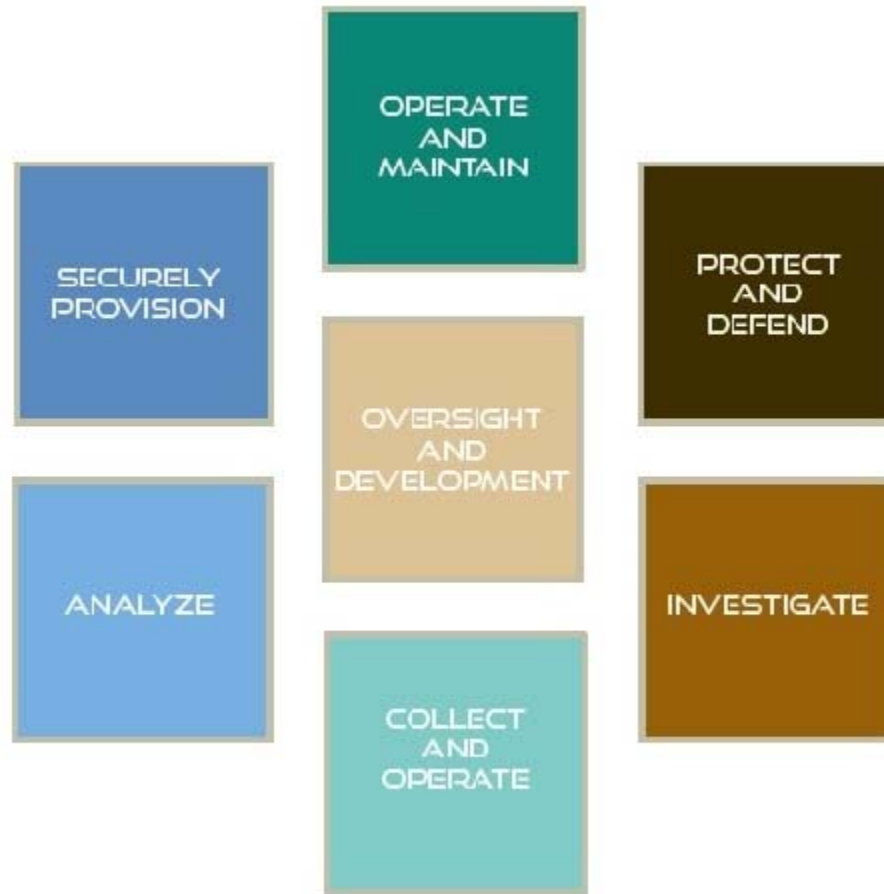 OPERATE
AND
MAINTAIN
SECURELY
PROVISION
PROTECT
AND
DEFEND
OVERSIGHT
AND
DEVELOPMENT
ANALYZE
INVESTIGATE
COLLECT
AND
OPERATE